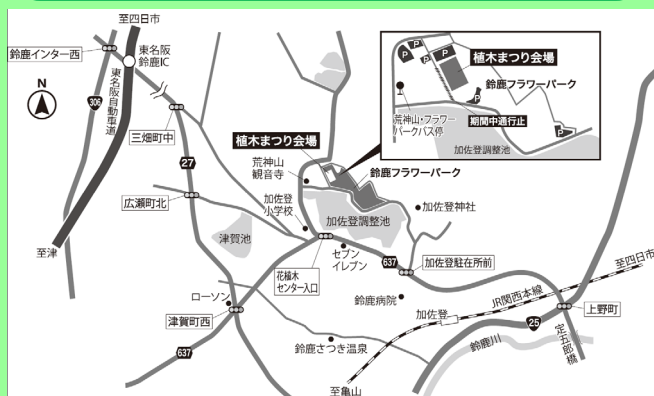 至四日市
鈴鹿インター西
東名阪
鈴鹿IC
N
306
東名阪自動車道
三畑町中
27
広瀬町北
至津
津賀池
ローソン
津賀町西
637
植木まつり会場
荒神山
観音寺
加佐登
小学校
鈴鹿フラワーパーク
加佐登調整池
加佐登神社
花植木
センター入口
セブン
イレブン
637
加佐登駐在所前
鈴鹿病院
鈴鹿さつき温泉
加佐登
JR関西本線
至四日市
上野町
25
定五郎橋
鈴鹿川
至亀山
P
P
P
P
植木まつり会場
鈴鹿フラワーパーク
P
荒神山・フラワー
パークバス停
期間中通行止
加佐登調整池
P